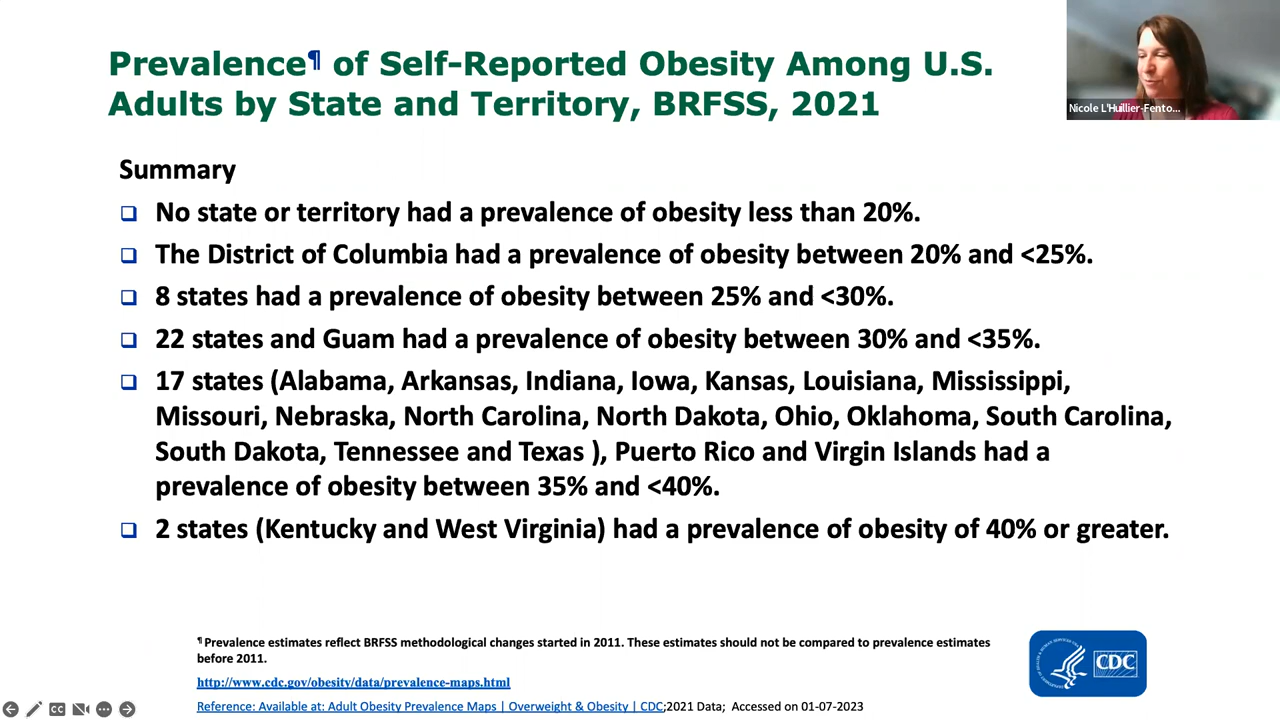 Prevalence¶ of Self-Reported Obesity Among U.S.
Adults by State and Territory, BRFSS, 2021
Nicole L'Huillier-Fento...
Summary
No state or territory had a prevalence of obesity less than 20%.
The District of Columbia had a prevalence of obesity between 20% and <25%.
8 states had a prevalence of obesity between 25% and <30%.
22 states and Guam had a prevalence of obesity between 30% and <35%.
17 states (Alabama, Arkansas, Indiana, Iowa, Kansas, Louisiana, Mississippi,
Missouri, Nebraska, North Carolina, North Dakota, Ohio, Oklahoma, South Carolina,
South Dakota, Tennessee and Texas ), Puerto Rico and Virgin Islands had a
prevalence of obesity between 35% and <40%.
2 states (Kentucky and West Virginia) had a prevalence of obesity of 40% or greater.
¶ Prevalence estimates reflect BRFSS methodological changes started in 2011. These estimates should not be compared to prevalence estimates
before 2011.
http://www.cdc.gov/obesity/data/prevalence-maps.html
Reference: Available at: Adult Obesity Prevalence Maps | Overweight & Obesity | CDC;2021 Data; Accessed on 01-07-2023
CDC
CC